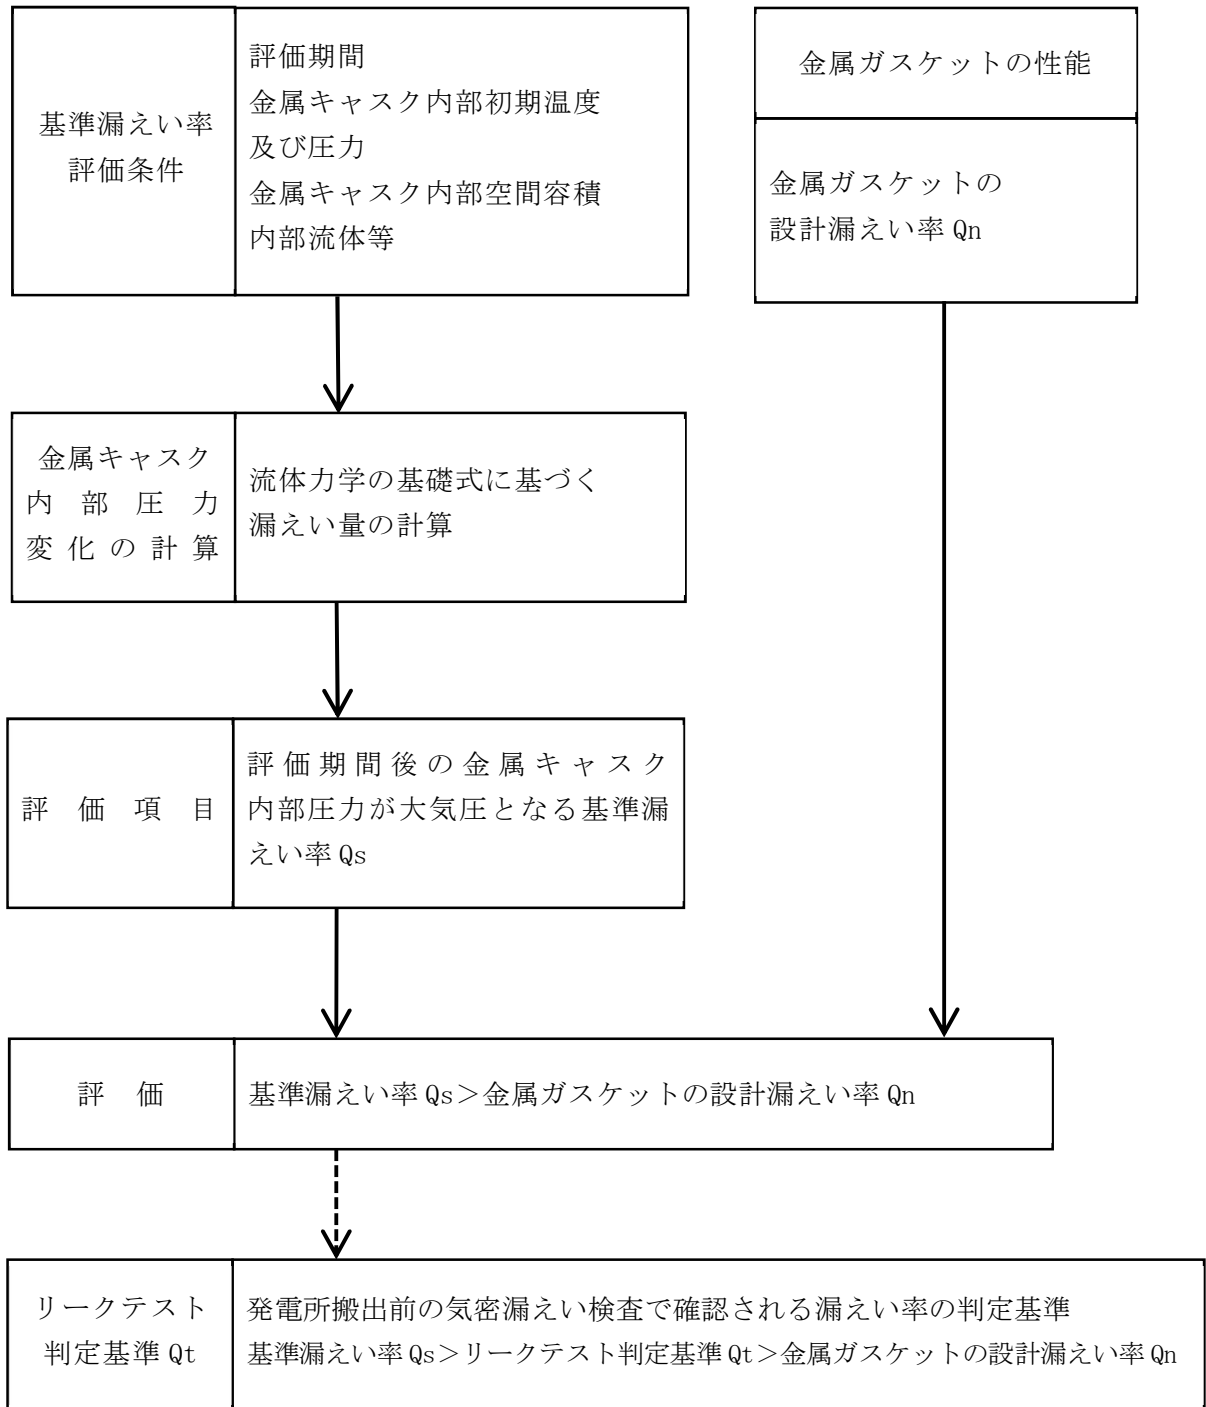 基準漏えい率
評価条件
評価期間
金属キャスク内部初期温度
及び圧力
金属キャスク内部空間容積
内部流体等
金属ガスケットの性能
金属ガスケットの
設計漏えい率 Qn
金属キャスク
内部圧力
変化の計算
流体力学の基礎式に基づく
漏えい量の計算
評価項目
評価期間後の金属キャスク
内部圧力が大気圧となる基準漏
えい率 Qs
評価
基準漏えい率 Qs＞金属ガスケットの設計漏えい率 Qn
リークテスト
判定基準 Qt
発電所搬出前の気密漏えい検査で確認される漏えい率の判定基準
基準漏えい率 Qs＞リークテスト判定基準 Qt＞金属ガスケットの設計漏えい率 Qn